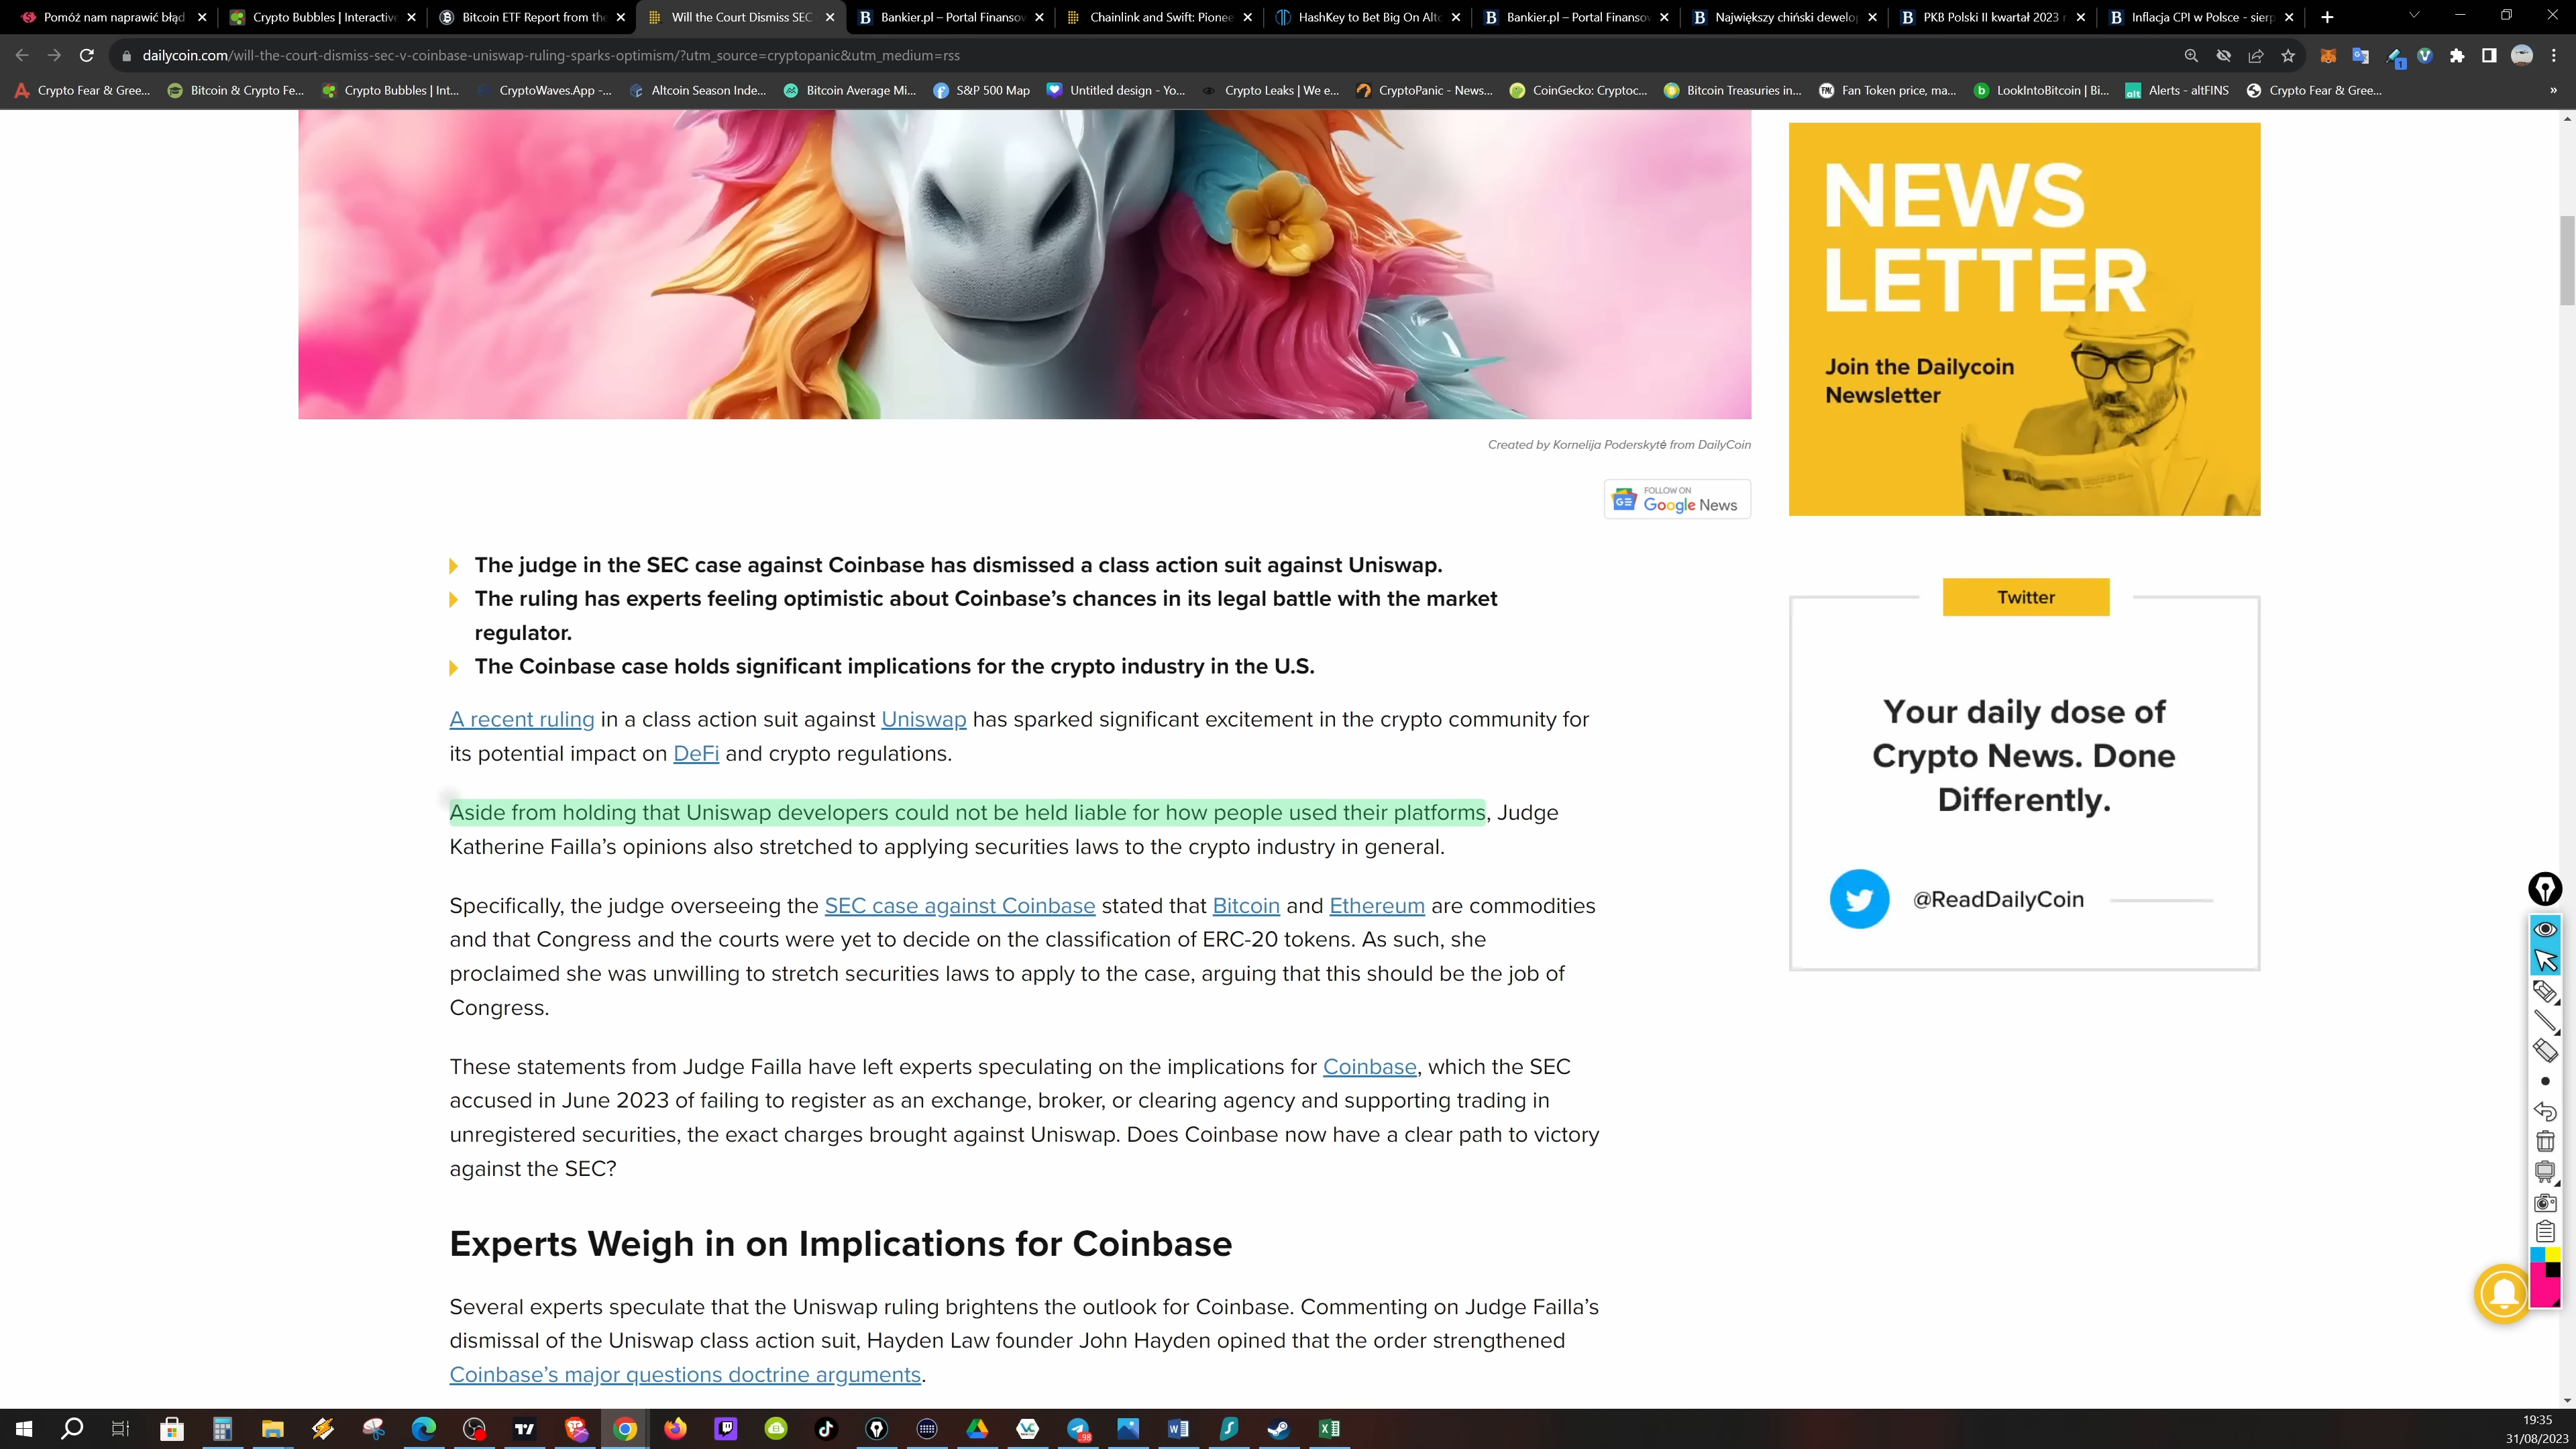 Pomóż nam naprawić błąd
Crypto Bubbles | Interactive
Bitcoin ETF Report from the
Will the Court Dismiss SEC
Bankier.pl – Portal Finansow
Chainlink and Swift: Pionee
HashKey to Bet Big On Alto
Bankier.pl – Portal Finansow
Największy chiński dewelop
PKB Polski II kwartał 2023 r
Inflacja CPI w Polsce - sierp
dailycoin.com/will-the-court-dismiss-sec-v-coinbase-uniswap-ruling-sparks-optimism/?utm_source=cryptopanic&utm_medium=rss
1
Crypto Fear & Gree...
Bitcoin & Crypto Fe...
Crypto Bubbles | Int...
CryptoWaves.App -...
Altcoin Season Inde...
Bitcoin Average Mi...
S&P 500 Map
Untitled design - Yo...
Crypto Leaks | We e...
CryptoPanic - News...
CoinGecko: Cryptoc...
Bitcoin Treasuries in...
Fan Token price, ma...
LookIntoBitcoin | Bi...
alt
Alerts - altFINS
Crypto Fear & Gree...
»
NEWS
LETTER
Join the Dailycoin
Newsletter
Created by Kornelija Poderskytė from DailyCoin
GE
FOLLOW ON
Google News
The judge in the SEC case against Coinbase has dismissed a class action suit against Uniswap.
The ruling has experts feeling optimistic about Coinbase’s chances in its legal battle with the market
regulator.
The Coinbase case holds significant implications for the crypto industry in the U.S.
A recent ruling in a class action suit against Uniswap has sparked significant excitement in the crypto community for
its potential impact on DeFi and crypto regulations.
Aside from holding that Uniswap developers could not be held liable for how people used their platforms, Judge
Katherine Failla’s opinions also stretched to applying securities laws to the crypto industry in general.
Specifically, the judge overseeing the SEC case against Coinbase stated that Bitcoin and Ethereum are commodities
and that Congress and the courts were yet to decide on the classification of ERC-20 tokens. As such, she
proclaimed she was unwilling to stretch securities laws to apply to the case, arguing that this should be the job of
Congress.
These statements from Judge Failla have left experts speculating on the implications for Coinbase, which the SEC
accused in June 2023 of failing to register as an exchange, broker, or clearing agency and supporting trading in
unregistered securities, the exact charges brought against Uniswap. Does Coinbase now have a clear path to victory
against the SEC?
Experts Weigh in on Implications for Coinbase
Several experts speculate that the Uniswap ruling brightens the outlook for Coinbase. Commenting on Judge Failla’s
dismissal of the Uniswap class action suit, Hayden Law founder John Hayden opined that the order strengthened
Coinbase’s major questions doctrine arguments.
Twitter
Your daily dose of
Crypto News. Done
Differently.
@ReadDailyCoin
98
19:35
31/08/2023